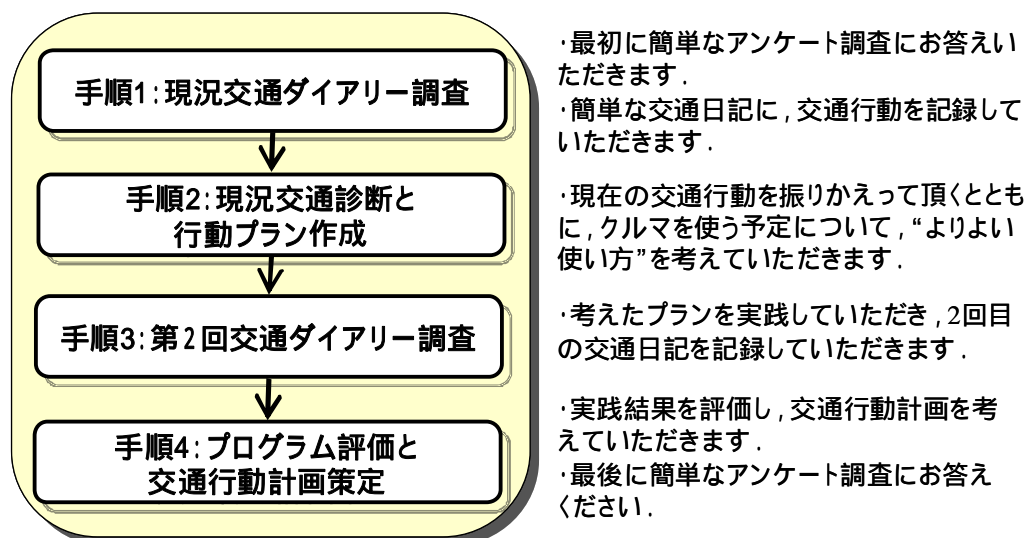 手順1:現況交通ダイアリー調査
・最初に簡単なアンケート調査にお答えい
ただきます.
・簡単な交通日記に,交通行動を記録して
いただきます.
手順2:現況交通診断と
行動プラン作成
・現在の交通行動を振りかえって頂くととも
に,クルマを使う予定について,“よりよい
使い方”を考えていただきます.
手順3:第2回交通ダイアリー調査
・考えたプランを実践していただき,2回目
の交通日記を記録していただきます.
手順4:プログラム評価と
交通行動計画策定
・実践結果を評価し,交通行動計画を考
えていただきます.
・最後に簡単なアンケート調査にお答え
ください.